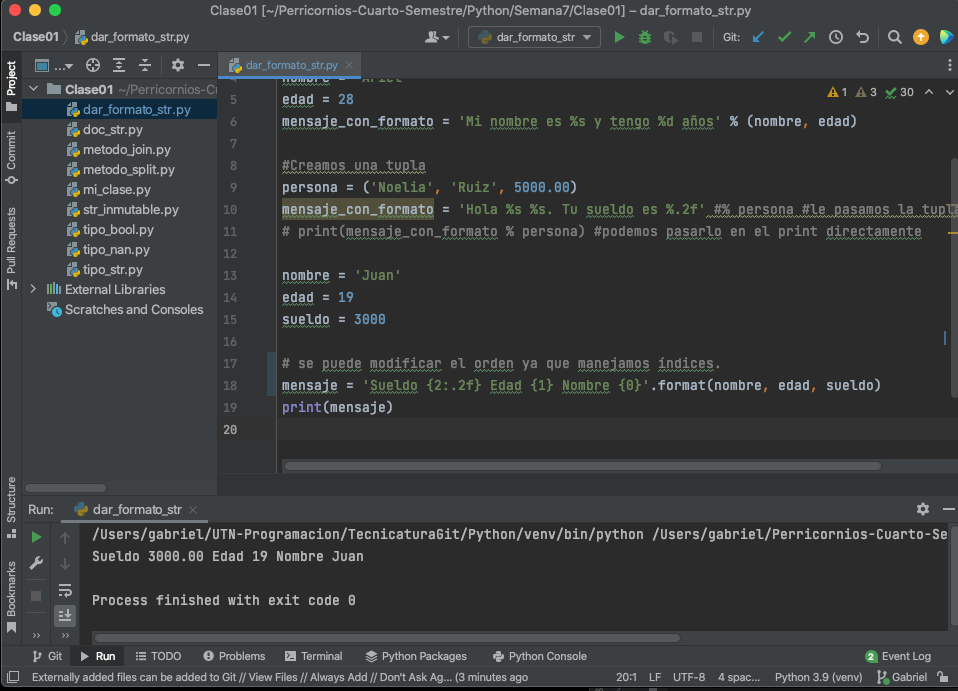 Clase01 [~/Perricornios-Cuarto-Semestre/Python/Semana7/Clase01] – dar_formato_str.py
Clase01 dar_formato_str.py
dar_formato_str
Git:
Project
Commit
Pull Requests
Structure
Bookmarks
...
Clase01 ~/Perricornios-C
dar_formato_str.py
doc_str.py
metodo_join.py
metodo_split.py
mi_clase.py
str_inmutable.py
tipo_bool.py
tipo_nan.py
tipo_str.py
External Libraries
Scratches and Consoles
dar_formato_str.py
1 3 30
5 edad = 28
6 mensaje_con_formato = 'Mi nombre es %s y tengo %d años' % (nombre, edad)
7
8 #Creamos una tupla
9 persona = ('Noelia', 'Ruiz', 5000.00)
10 mensaje_con_formato = 'Hola %s %s. Tu sueldo es %.2f' #% persona #le pasamos la tupla
11 # print(mensaje_con_formato % persona) #podemos pasarlo en el print directamente
12
13 nombre = 'Juan'
14 edad = 19
15 sueldo = 3000
16
17 # se puede modificar el orden ya que manejamos índices.
18 mensaje = 'Sueldo {2:.2f} Edad {1} Nombre {0}'.format(nombre, edad, sueldo)
19 print(mensaje)
20
Run: dar_formato_str
/Users/gabriel/UTN-Programacion/TecnicaturaGit/Python/venv/bin/python /Users/gabriel/Perricornios-Cuarto-Se
Sueldo 3000.00 Edad 19 Nombre Juan
Process finished with exit code 0
Git Run TODO Problems Terminal Python Packages Python Console 2 Event Log
Externally added files can be added to Git // View Files // Always Add // Don't Ask Ag... (3 minutes ago 20:1 LF UTF-8 4 spac... Python 3.9 (venv) Gabriel